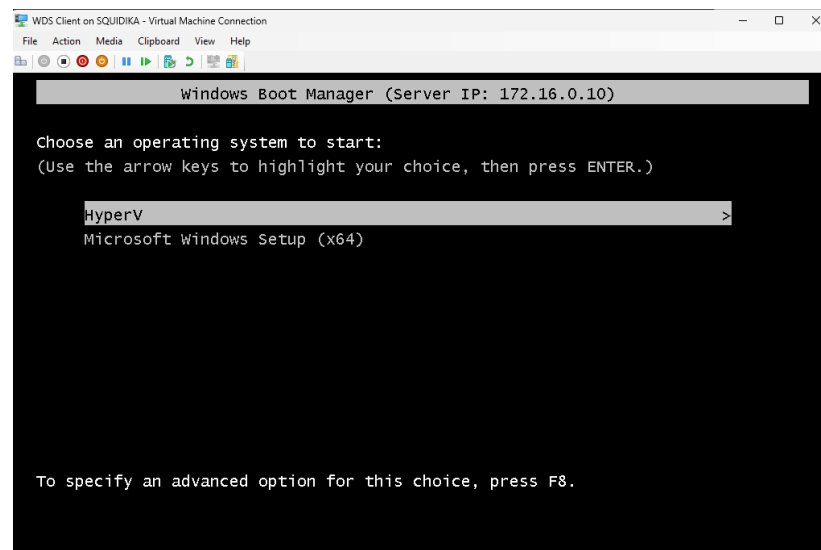 WDS Client on SQUIDIKA - Virtual Machine Connection
File Action Media Clipboard View Help
Windows Boot Manager (Server IP: 172.16.0.10)
Choose an operating system to start:
(Use the arrow keys to highlight your choice, then press ENTER.)
HyperV >
Microsoft Windows Setup (x64)
To specify an advanced option for this choice, press F8.